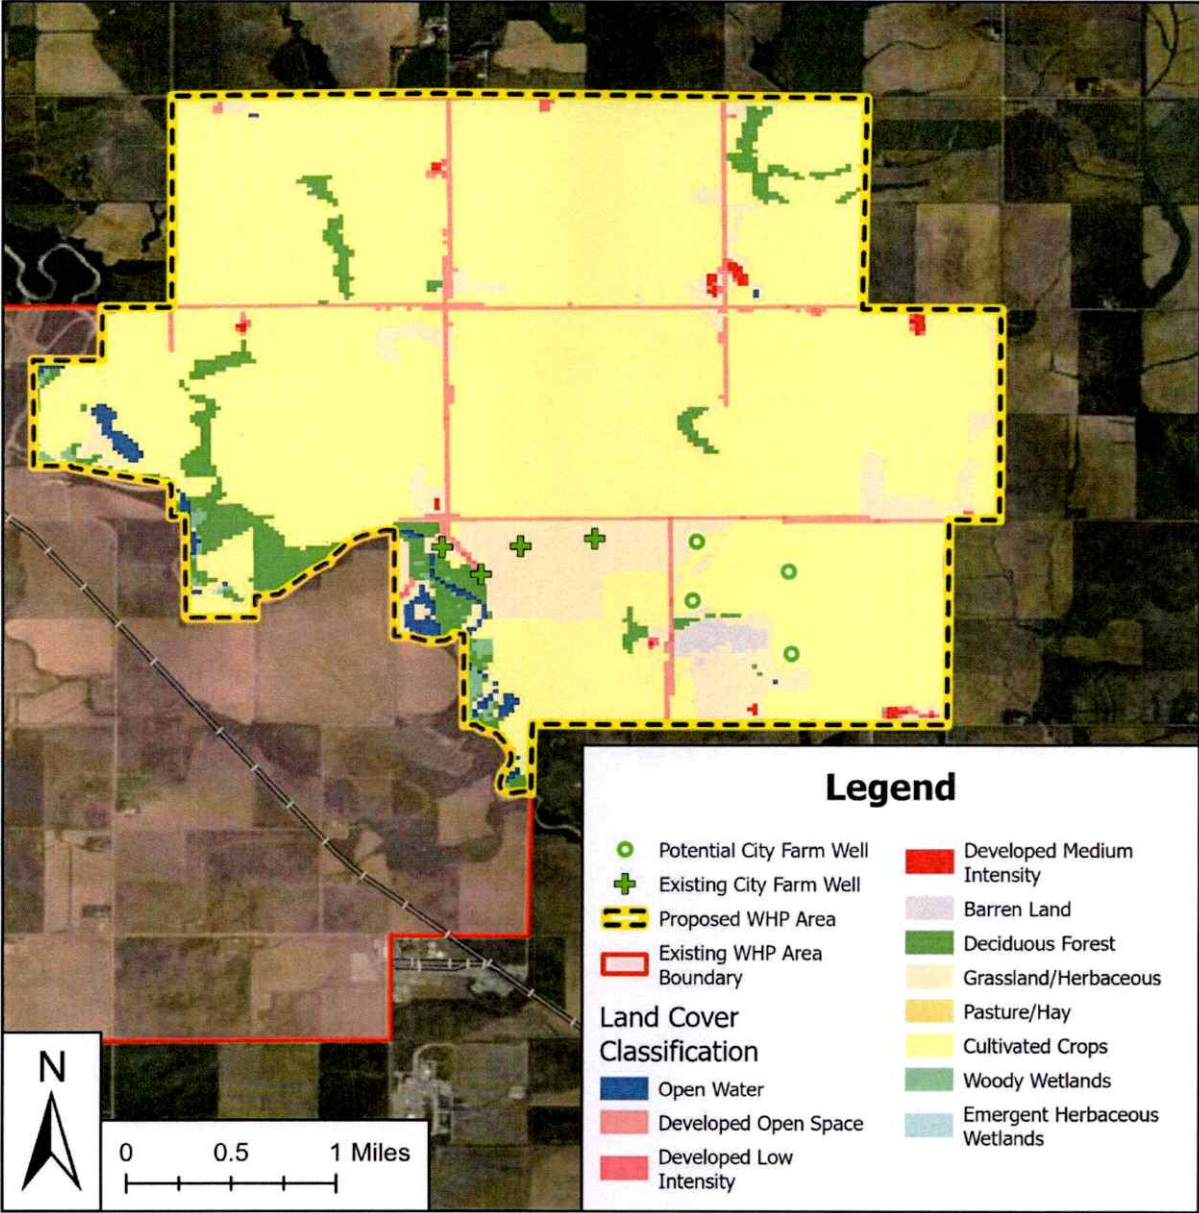 Legend
Potential City Farm Well
Existing City Farm Well
Proposed WHP Area
Existing WHP Area
Boundary
Land Cover
Classification
Open Water
Developed Open Space
Developed Low
Intensity
Developed Medium
Intensity
Barren Land
Deciduous Forest
Grassland/Herbaceous
Pasture/Hay
Cultivated Crops
Woody Wetlands
Emergent Herbaceous
Wetlands
N
0 0.5 1 Miles